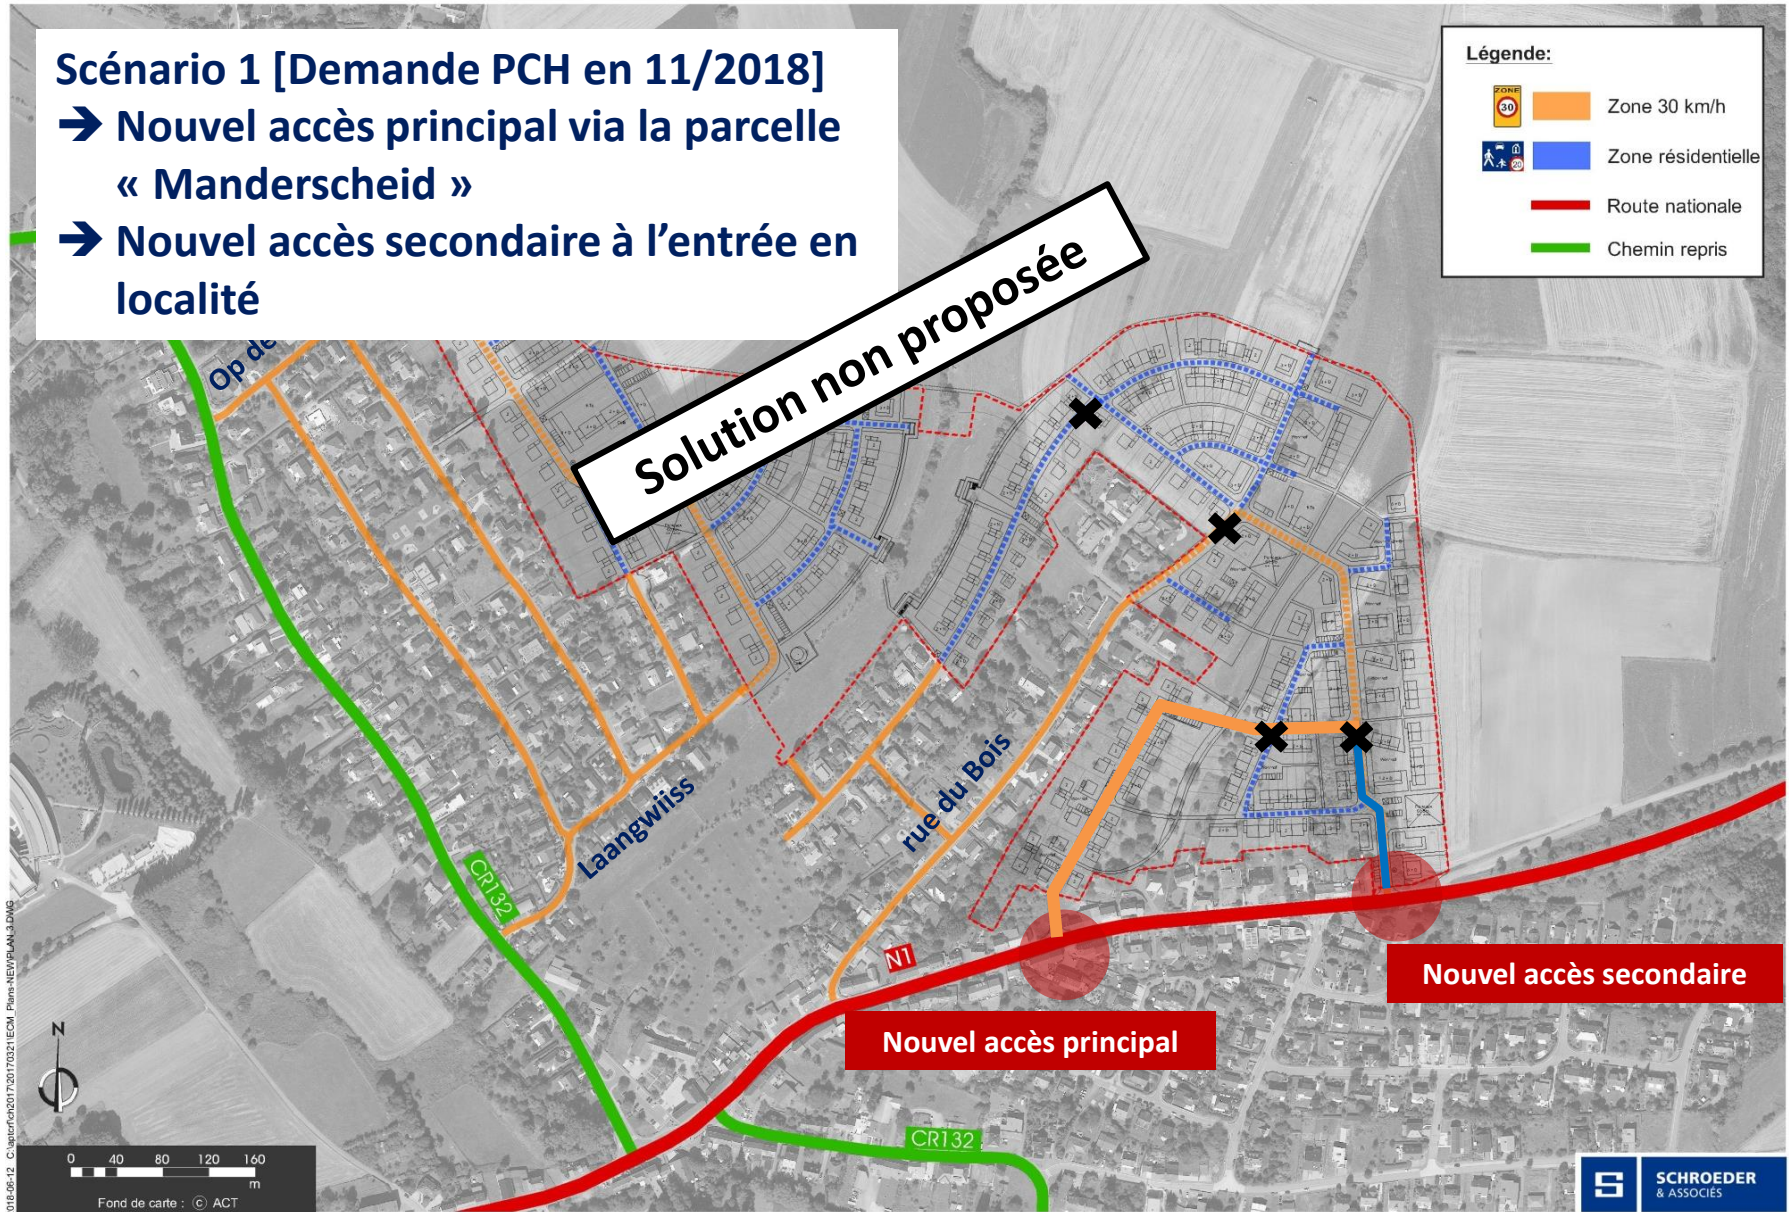 Scénario 1 [Demande PCH en 11/2018]
➔ Nouvel accès principal via la parcelle
« Manderscheid »
➔ Nouvel accès secondaire à l’entrée en
localité
Légende:
ZONE
30
Zone 30 km/h
20
Zone résidentielle
Route nationale
Chemin repris
Solution non proposée
Op de
Laangwiiss
rue du Bois
CR132
N1
CR132
Nouvel accès principal
Nouvel accès secondaire
N
0 40 80 120 160
m
Fond de carte : © ACT
SCHROEDER
& ASSOCIÉS